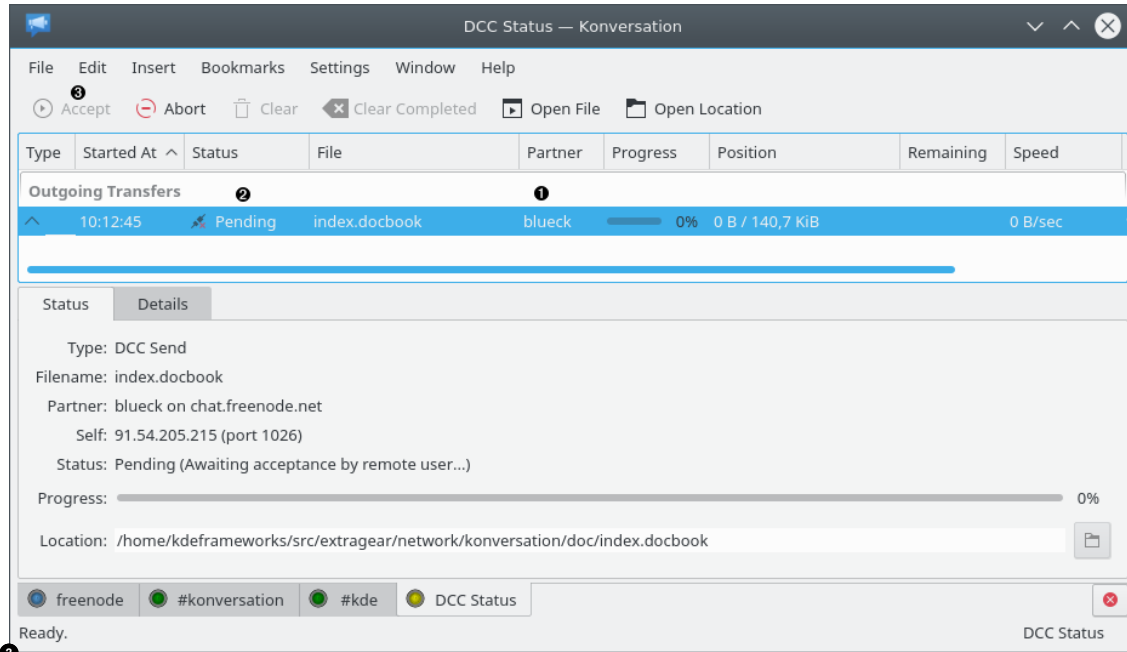 DCC Status — Konversation
File Edit Insert Bookmarks Settings Window Help
❸
Accept Abort Clear Clear Completed Open File Open Location
Type Started At Status File Partner Progress Position Remaining Speed
Outgoing Transfers ❷ ❶
10:12:45 Pending index.docbook blueck 0% 0 B / 140,7 KiB 0 B/sec
Status Details
Type: DCC Send
Filename: index.docbook
Partner: blueck on chat.freenode.net
Self: 91.54.205.215 (port 1026)
Status: Pending (Awaiting acceptance by remote user...)
Progress: 0%
Location: /home/kdeframeworks/src/extragear/network/konversation/doc/index.docbook
freenode #konversation #kde DCC Status
Ready. DCC Status